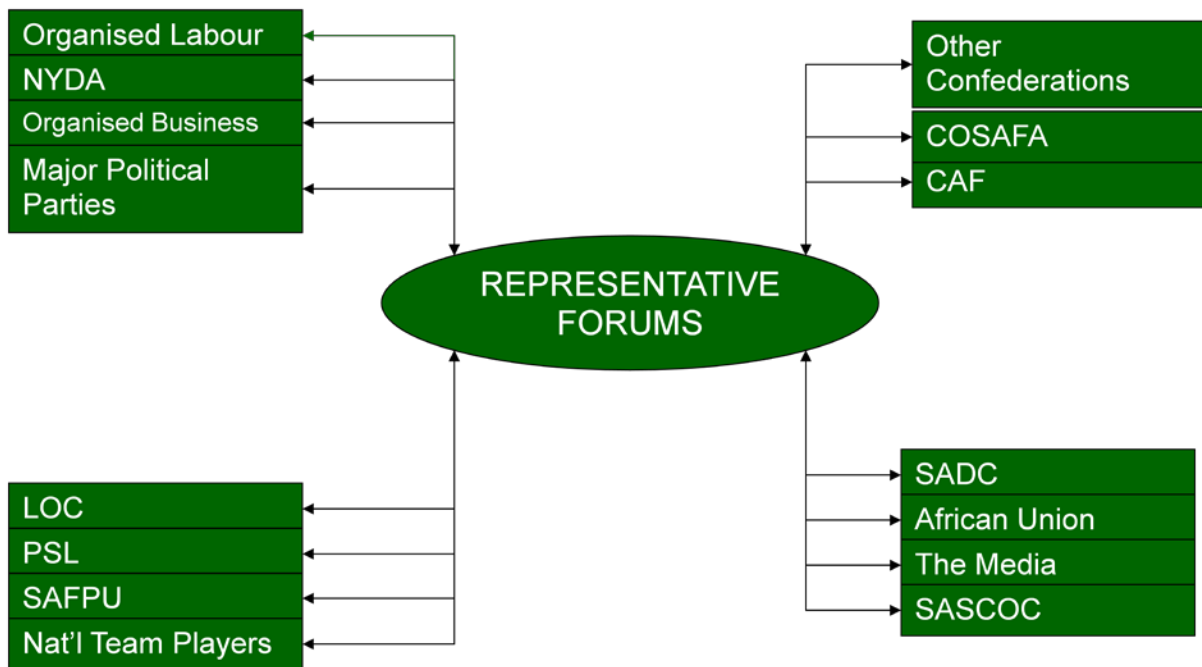 Organised Labour
NYDA
Organised Business
Major Political
Parties
Other
Confederations
COSAFA
CAF
REPRESENTATIVE
FORUMS
LOC
PSL
SAFPU
Nat’l Team Players
SADC
African Union
The Media
SASCOC